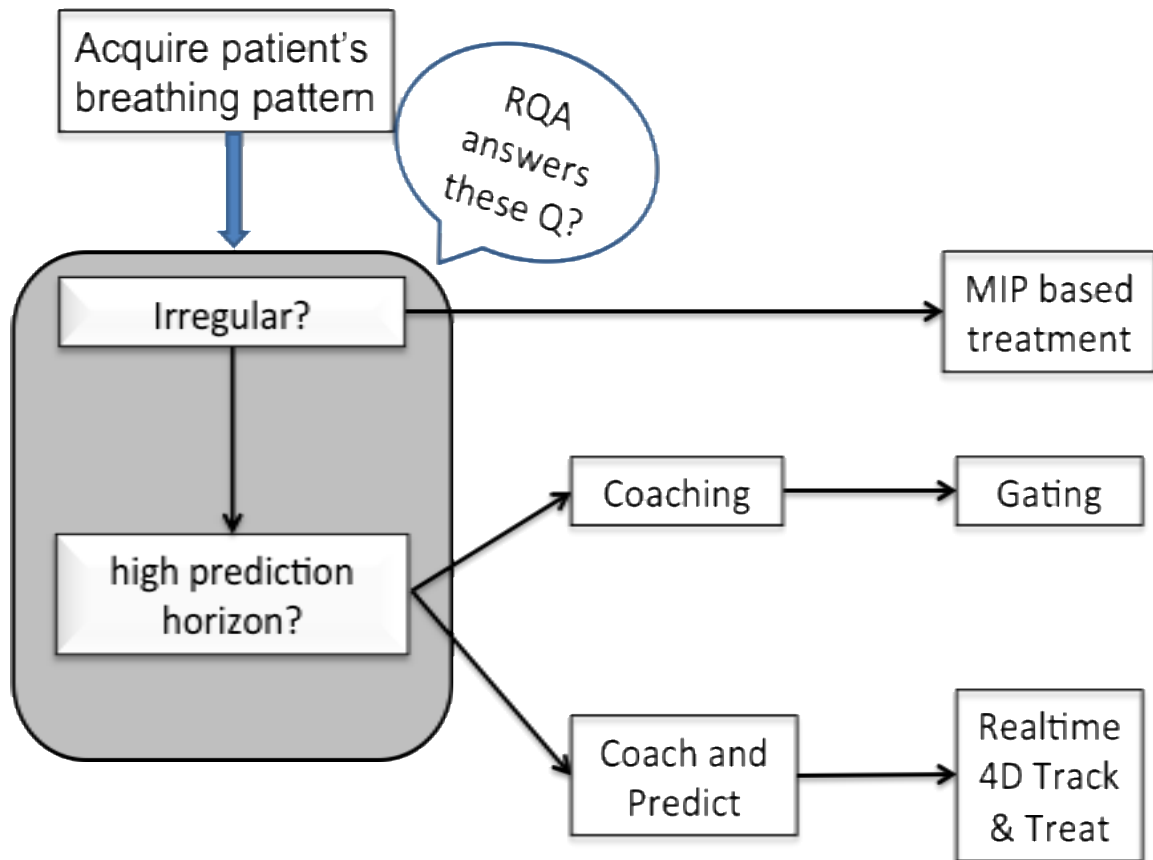 Acquire patient's
breathing pattern
RQA
answers
these Q?
Irregular?
MIP based
treatment
high prediction
horizon?
Coaching
Gating
Coach and
Predict
Realtime
4D Track
& Treat